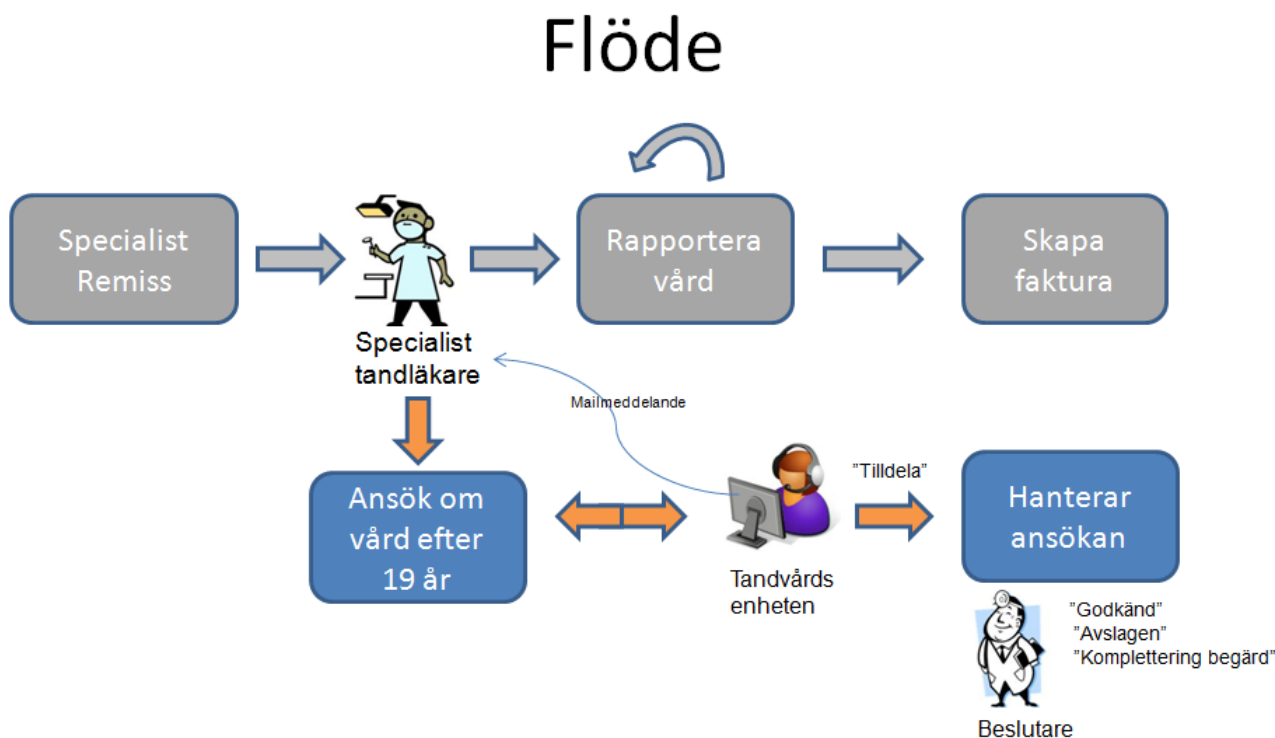 Flöde
Specialist
Remiss
Rapportera
vård
Skapa
faktura
Specialist
tandläkare
Mailmeddelande
Ansök om
vård efter
19 år
"Tilldela"
Hanterar
ansökan
Tandvårds
enheten
"Godkänd"
"Avslagen"
"Komplettering begärd"
Beslutare